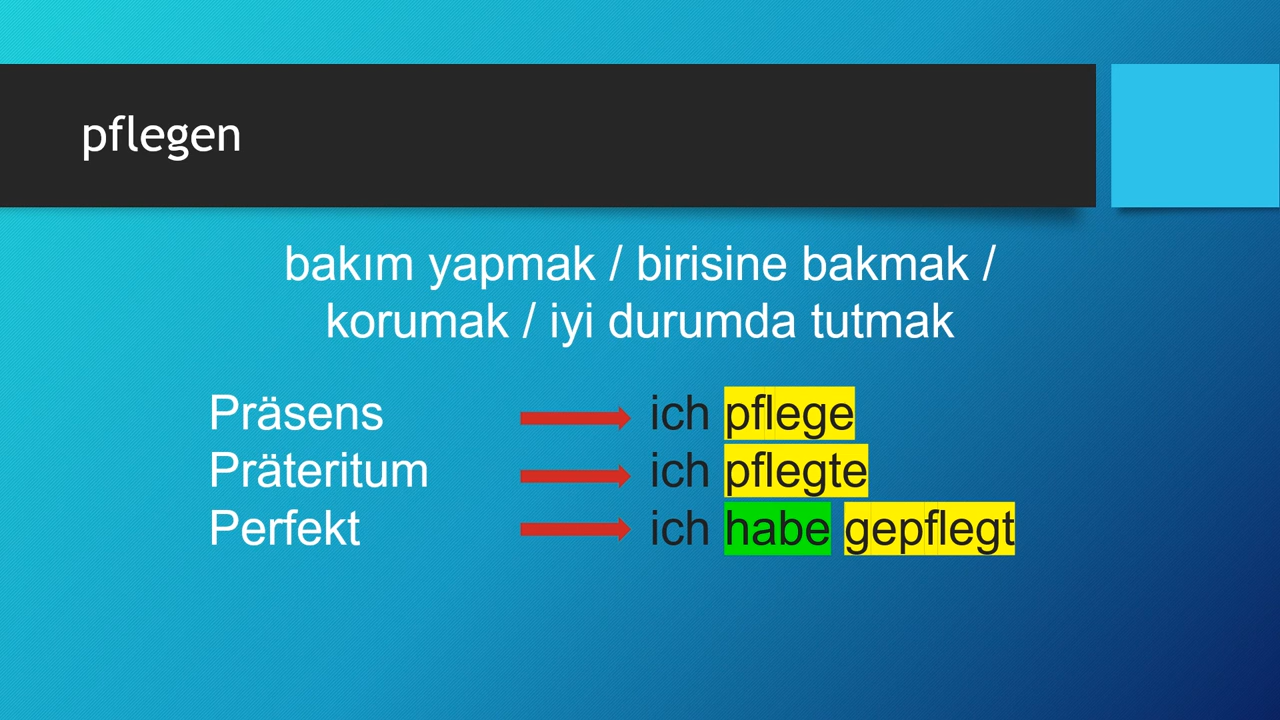 pflegen
bakım yapmak / birisine bakmak /
korumak / iyi durumda tutmak
Präsens ich pflege
Präteritum ich pflegte
Perfekt ich habe gepflegt